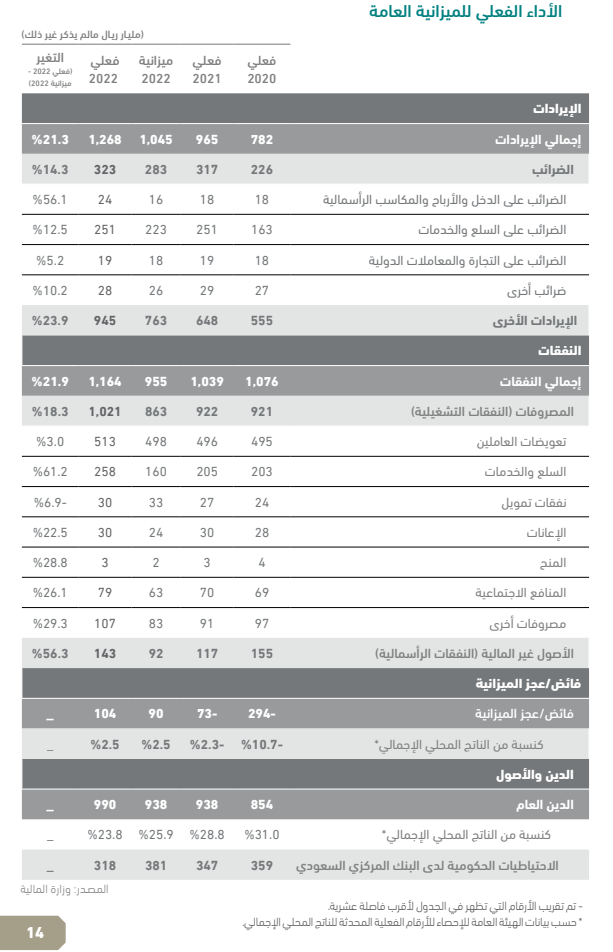 الأداء الفعلي للميزانية العامة
(مليار ريال مالم يذكر غير ذلك)
فعلي 2020 فعلي 2021 ميزانية 2022 فعلي 2022 التغير (فعلي 2022 - ميزانية 2022)
الإيرادات
إجمالي الإيرادات 782 965 1,045 1,268 %21.3
الضرائب 226 317 283 323 %14.3
الضرائب على الدخل والأرباح والمكاسب الرأسمالية 18 18 16 24 %56.1
الضرائب على السلع والخدمات 163 251 223 251 %12.5
الضرائب على التجارة والمعاملات الدولية 18 19 18 19 %5.2
ضرائب أخرى 27 29 26 28 %10.2
الإيرادات الأخرى 555 648 763 945 %23.9
النفقات
إجمالي النفقات 1,076 1,039 955 1,164 %21.9
المصروفات (النفقات التشغيلية) 921 922 863 1,021 %18.3
تعويضات العاملين 495 496 498 513 %3.0
السلع والخدمات 203 205 160 258 %61.2
نفقات تمويل 24 27 33 30 %6.9-
الإعانات 28 30 24 30 %22.5
المنح 4 3 2 3 %28.8
المنافع الاجتماعية 69 70 63 79 %26.1
مصروفات أخرى 97 91 83 107 %29.3
الأصول غير المالية (النفقات الرأسمالية) 155 117 92 143 %56.3
فائض/عجز الميزانية
فائض/عجز الميزانية 294- 73- 90 104 _
كنسبة من الناتج المحلي الإجمالي* %10.7- %2.3- %2.5 %2.5 _
الدين والأصول
الدين العام 854 938 938 990 _
كنسبة من الناتج المحلي الإجمالي* %31.0 %28.8 %25.9 %23.8 _
الاحتياطيات الحكومية لدى البنك المركزي السعودي 359 347 381 318 _
المصدر: وزارة المالية
- تم تقريب الأرقام التي تظهر في الجدول لأقرب فاصلة عشرية.
* حسب بيانات الهيئة العامة للإحصاء للأرقام الفعلية المحدثة للناتج المحلي الإجمالي.
14